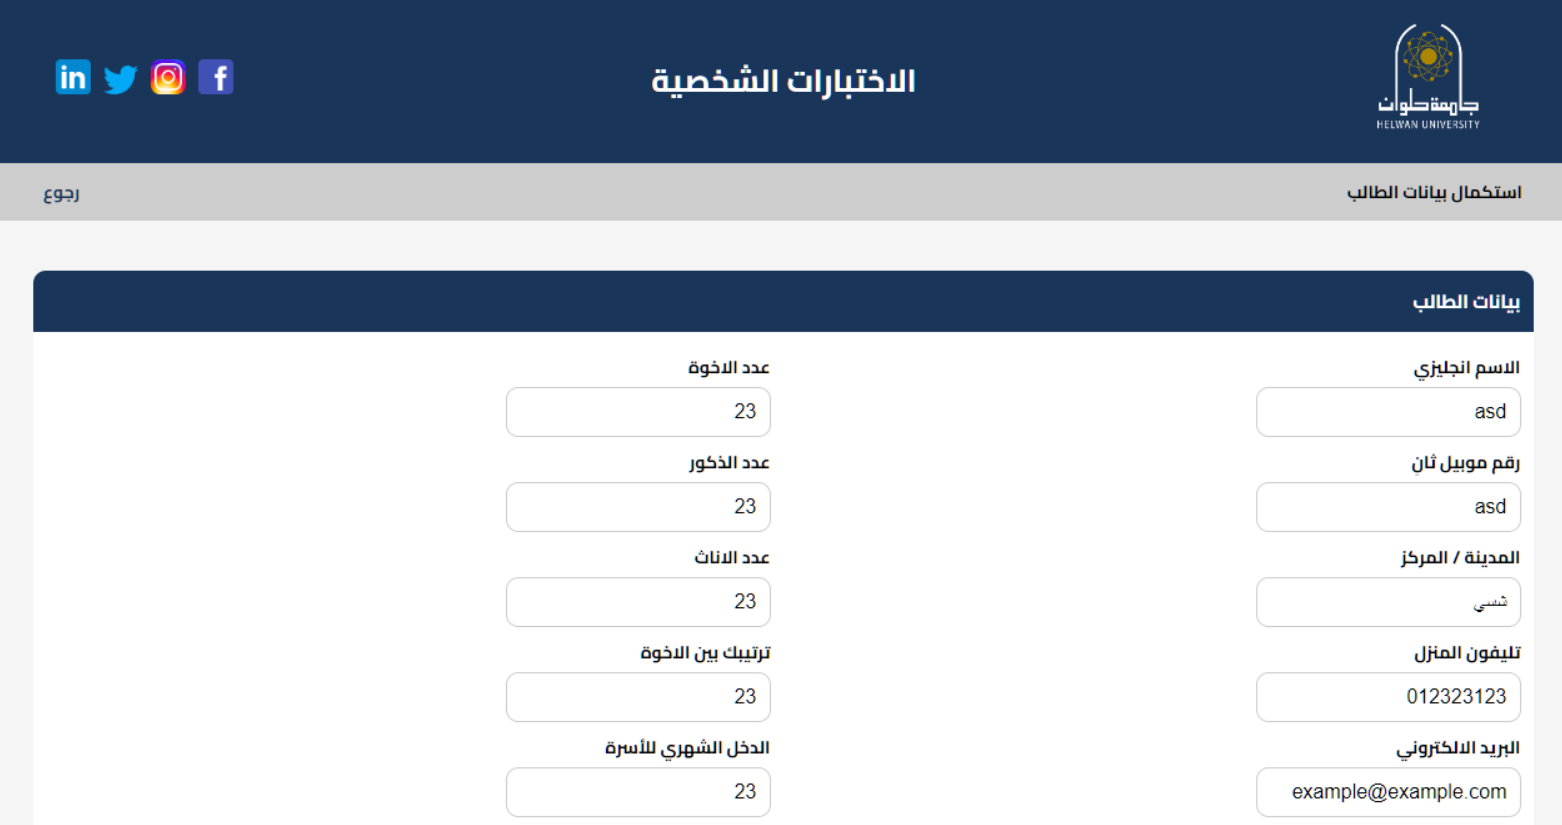 جامعة حلوان
HELWAN UNIVERSITY
الاختبارات الشخصية
استكمال بيانات الطالب
رجوع
بيانات الطالب
الاسم انجليزي
asd
رقم موبيل ثان
asd
المدينة / المركز
شسي
تليفون المنزل
012323123
البريد الالكتروني
example@example.com
عدد الاخوة
23
عدد الذكور
23
عدد الاناث
23
ترتيبك بين الاخوة
23
الدخل الشهري للأسرة
23